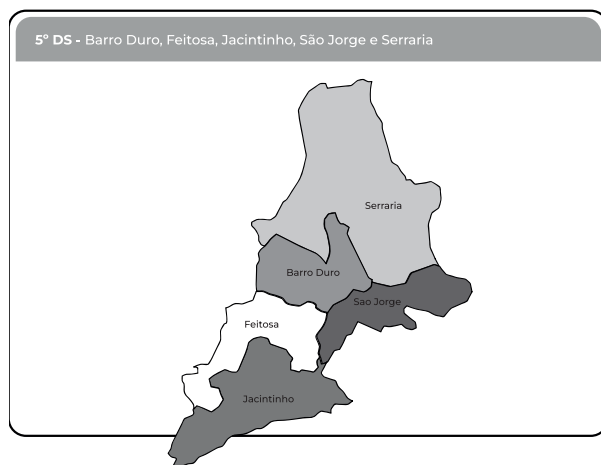 5º DS - Barro Duro, Feitosa, Jacintinho, São Jorge e Serraria
Serraria
Barro Duro
Sao Jorge
Feitosa
Jacintinho